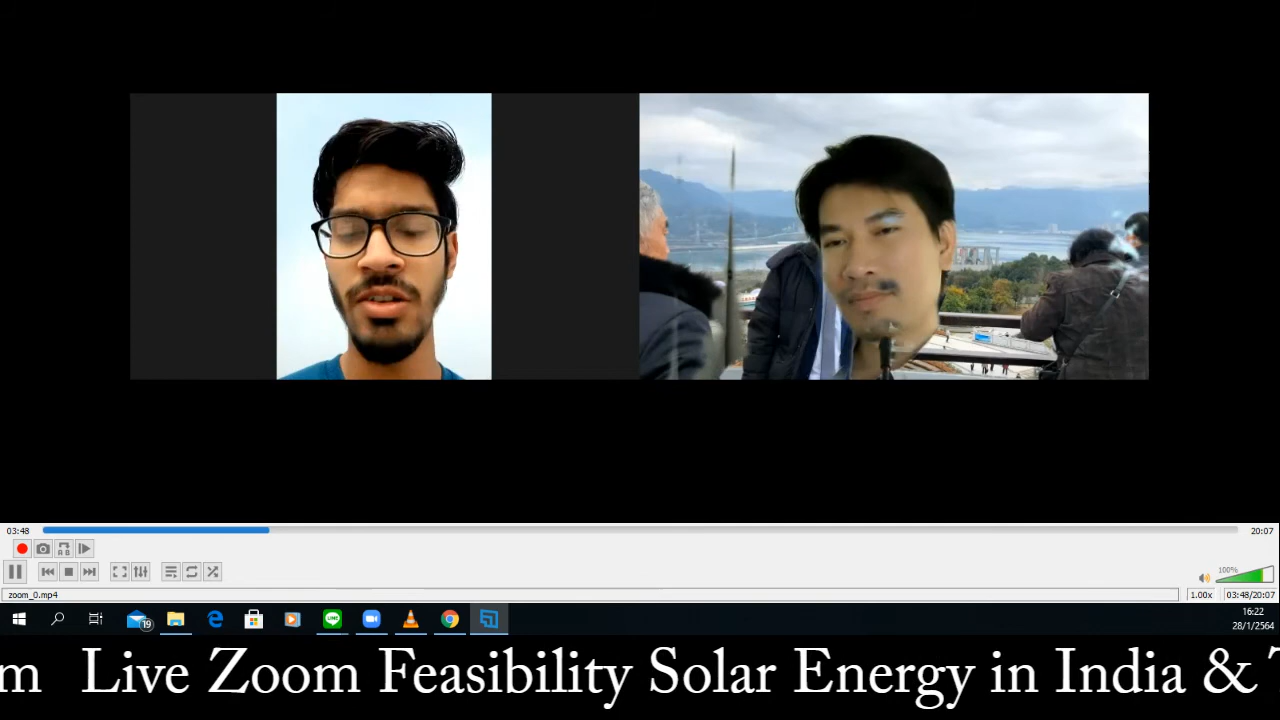 03:48
20:07
A B
100%
zoom_0.mp4
1.00x
03:48/20:07
19
LINE
16:22
28/1/2564
m Live Zoom Feasibility Solar Energy in India & T